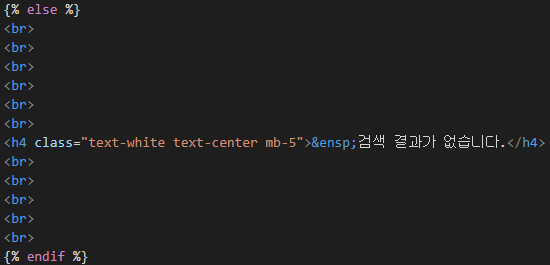 {% else %}
<br>
<br>
<br>
<br>
<br>
<br>
<h4 class="text-white text-center mb-5">&ensp;검색 결과가 없습니다.</h4>
<br>
<br>
<br>
<br>
<br>
{% endif %}